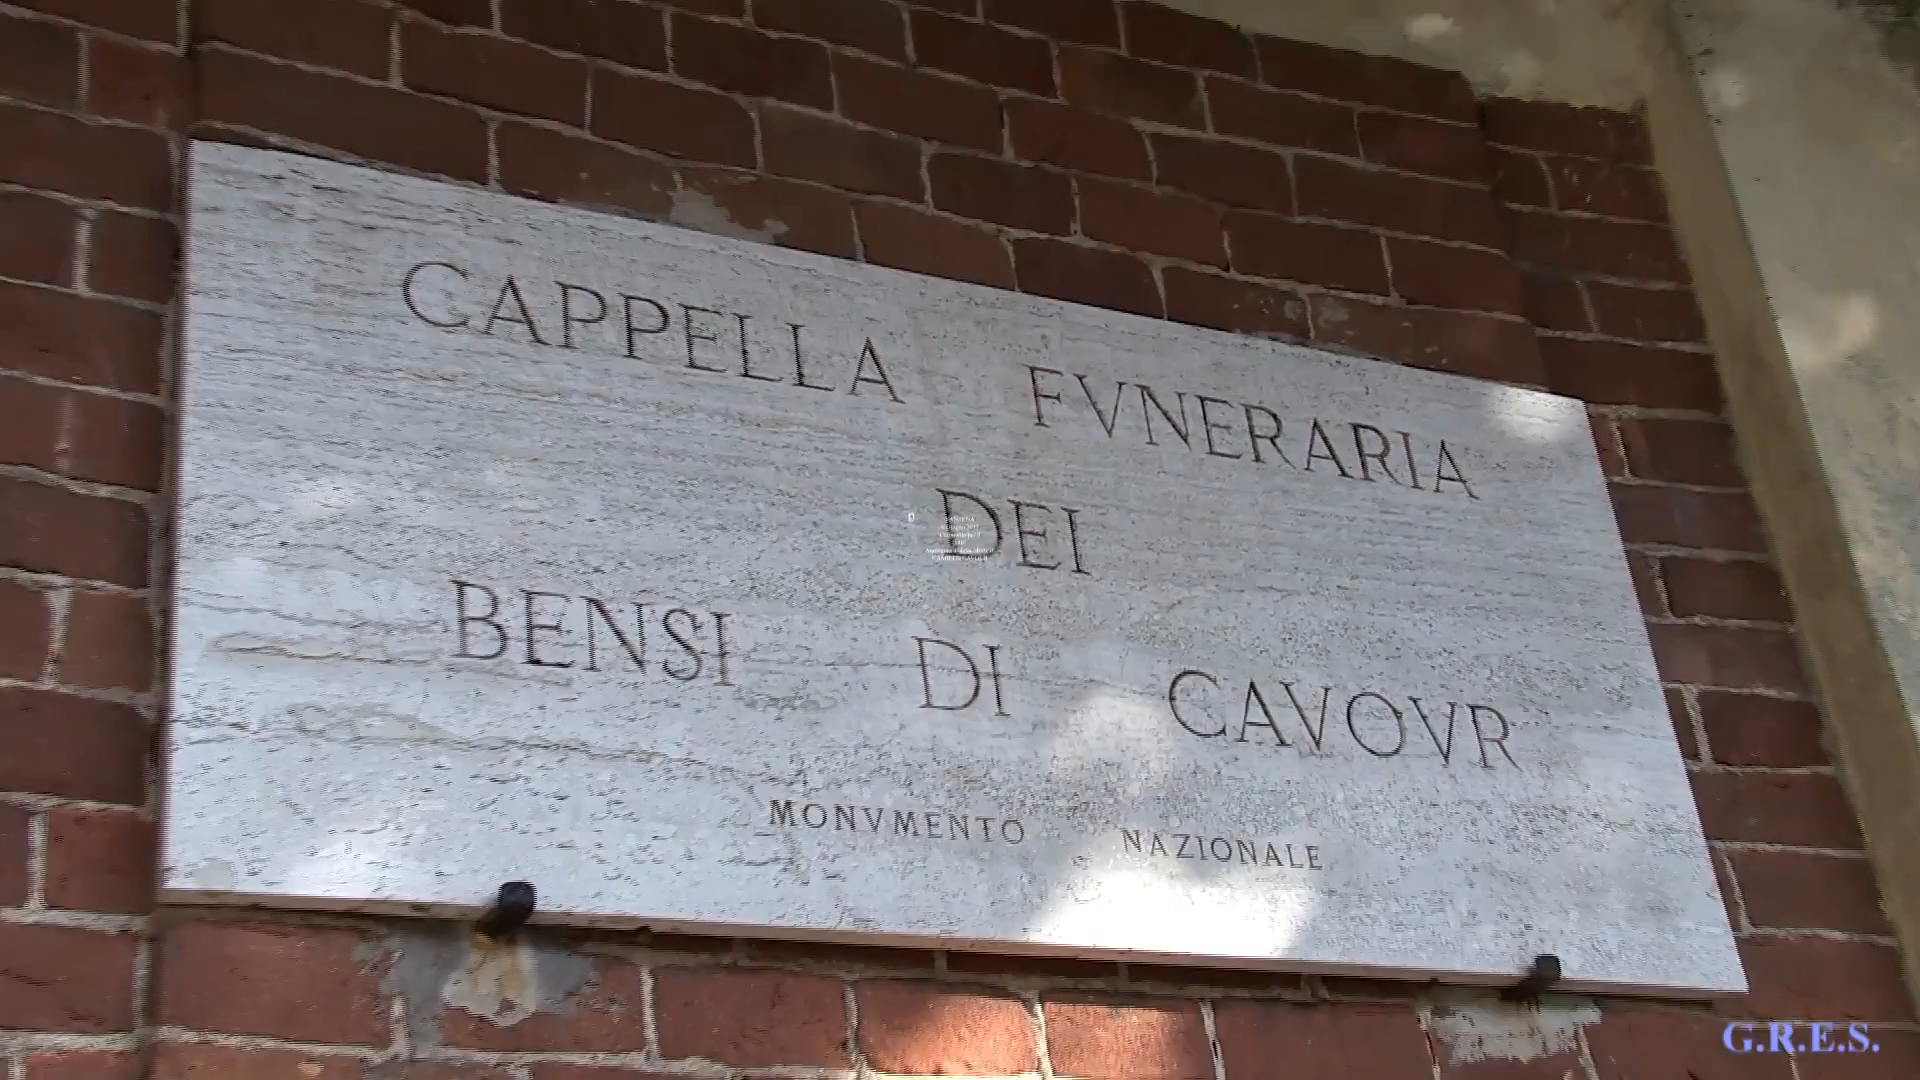 CAPPELLA FVNERARIA
DEI
BENSI DI CAVOVR
MONVMENTO NAZIONALE
G.R.E.S.